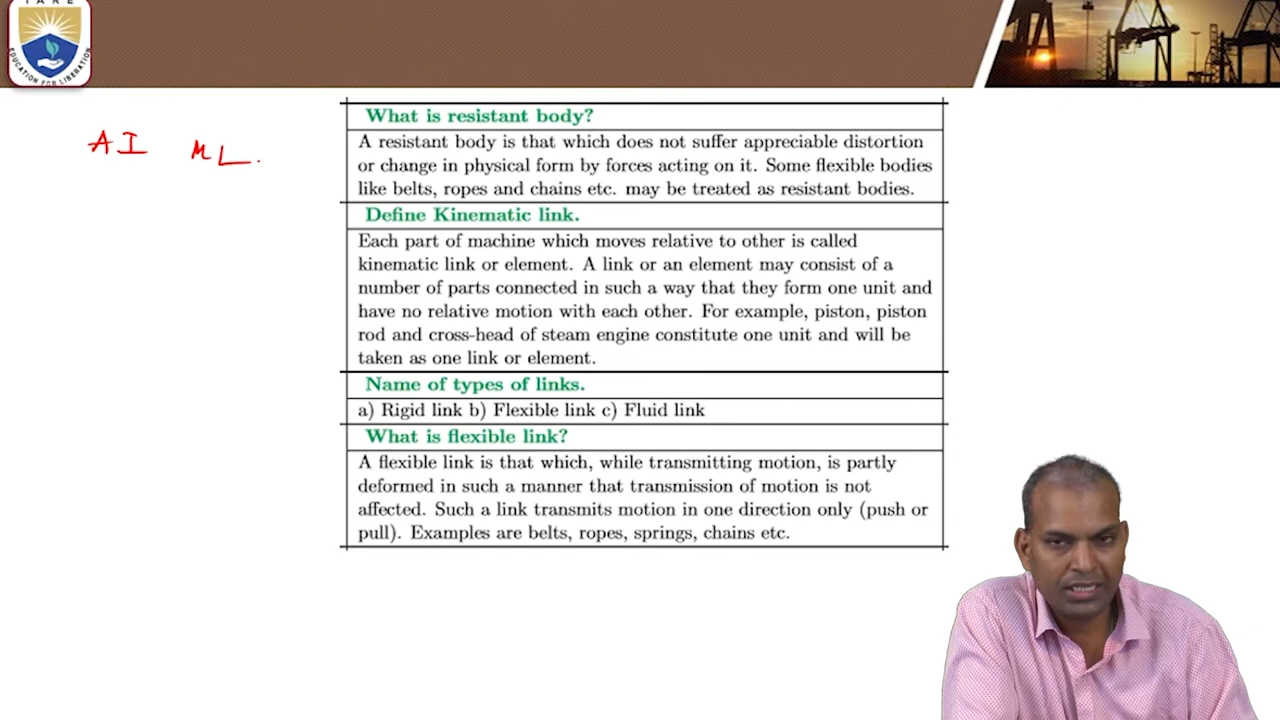 IARE
EDUCATION FOR LIBERATION
AI ML.
What is resistant body?
A resistant body is that which does not suffer appreciable distortion
or change in physical form by forces acting on it. Some flexible bodies
like belts, ropes and chains etc. may be treated as resistant bodies.
Define Kinematic link.
Each part of machine which moves relative to other is called
kinematic link or element. A link or an element may consist of a
number of parts connected in such a way that they form one unit and
have no relative motion with each other. For example, piston, piston
rod and cross-head of steam engine constitute one unit and will be
taken as one link or element.
Name of types of links.
a) Rigid link b) Flexible link c) Fluid link
What is flexible link?
A flexible link is that which, while transmitting motion, is partly
deformed in such a manner that transmission of motion is not
affected. Such a link transmits motion in one direction only (push or
pull). Examples are belts, ropes, springs, chains etc.